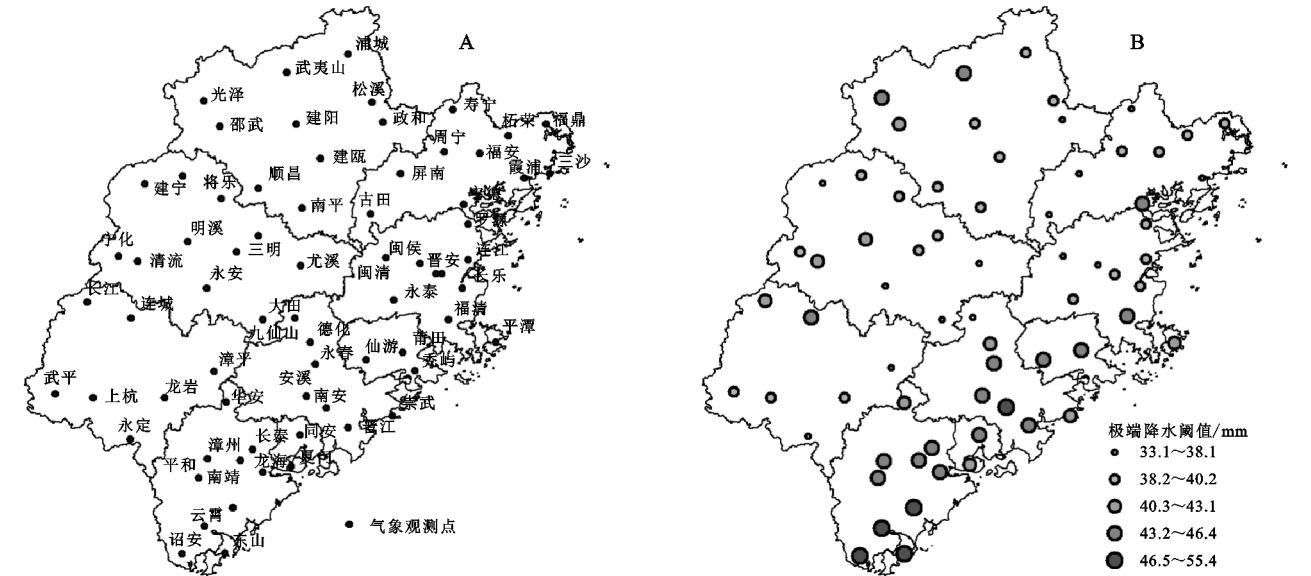 A
浦城
武夷山
光泽
松溪
寿宁
邵武
建阳
政和
柘荣
福鼎
周宁
福安
建瓯
三沙
霞浦
屏南
顺昌
建宁
将乐
南平
古田
罗源
明溪
宁化
三明
闽侯
连江
清流
尤溪
晋安
闽清
永安
长乐
长江
连城
永泰
大田
福清
九仙山
德化
平潭
莆田
永春
仙游
秀屿
漳平
武平
安溪
上杭
龙岩
华安
南安
崇武
永定
晋江
长泰
同安
漳州
平和
龙海
厦门
南靖
云霄
气象观测点
诏安
东山
B
极端降水阈值/mm
33.1～38.1
38.2～40.2
40.3～43.1
43.2～46.4
46.5～55.4